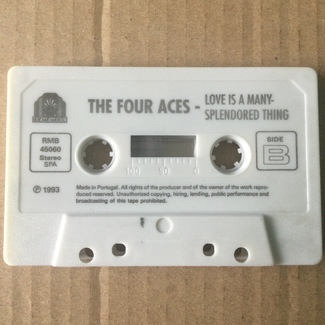 THE FOUR ACES - LOVE IS A MANY-
SPLENDORED THING
RMB
45060
Stereo
SPA
SIDE
B
100 50 0
℗ 1993
Made in Portugal. All rights of the producer and of the owner of the work repro-
duced reserved. Unauthorized copying, hiring, lending, public performance and
broadcasting of this tape prohibited.